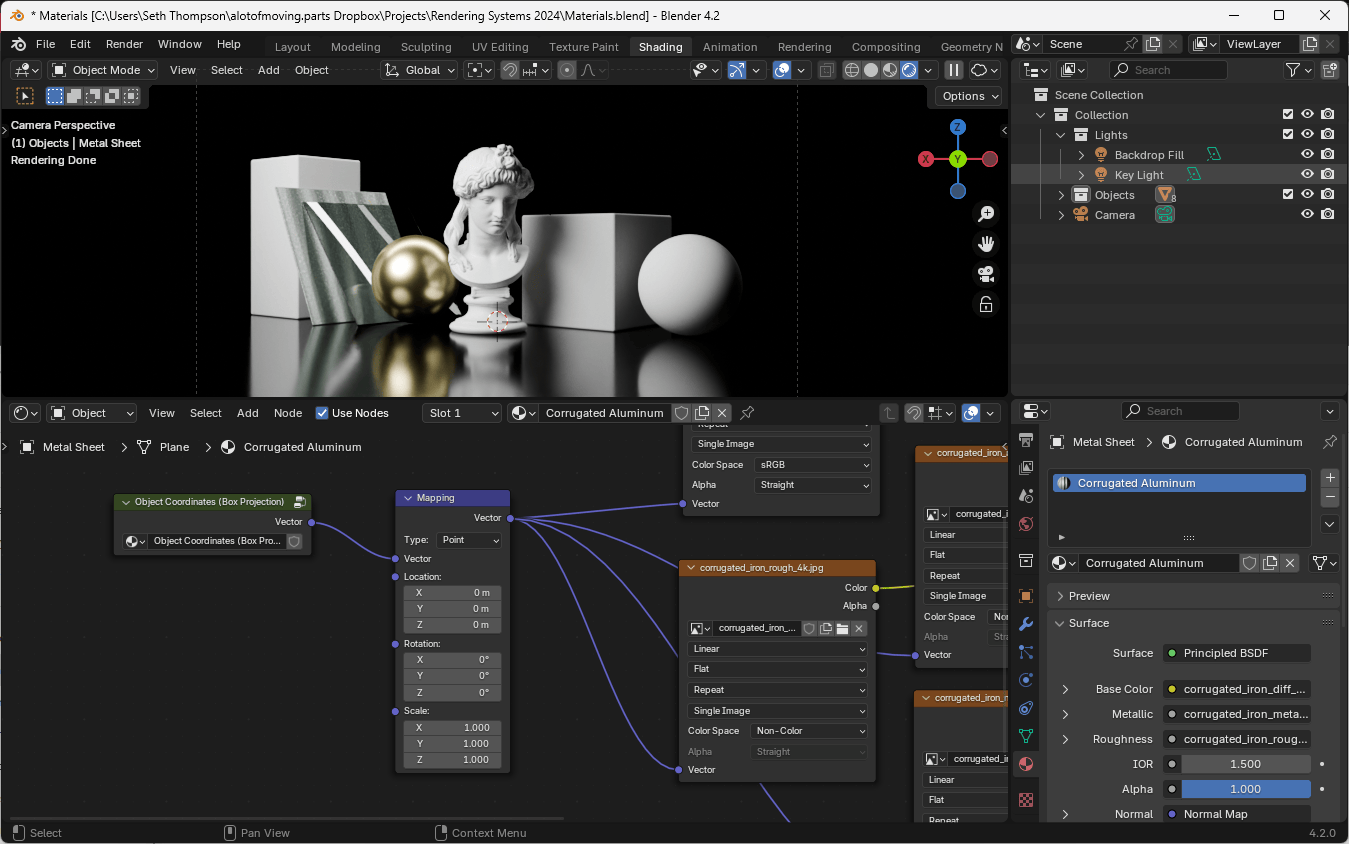 * Materials [C:\Users\Seth Thompson\alotofmoving.parts Dropbox\Projects\Rendering Systems 2024\Materials.blend] - Blender 4.2
File Edit Render Window Help Layout Modeling Sculpting UV Editing Texture Paint Shading Animation Rendering Compositing Geometry N
Scene ViewLayer
Object Mode View Select Add Object Global
Search
Options
Camera Perspective
(1) Objects | Metal Sheet
Rendering Done
Z
X Y
Scene Collection
Collection
Lights
Backdrop Fill
Key Light
Objects 8
Camera
Object View Select Add Node Use Nodes Slot 1 Corrugated Aluminum
Metal Sheet > Plane > Corrugated Aluminum
Object Coordinates (Box Projection)
Vector
Object Coordinates (Box Pro...
Mapping
Vector
Type: Point
Vector
Location:
X 0 m
Y 0 m
Z 0 m
Rotation:
X 0°
Y 0°
Z 0°
Scale:
X 1.000
Y 1.000
Z 1.000
Repeat
Single Image
Color Space sRGB
Alpha Straight
Vector
corrugated_iron_rough_4k.jpg
Color
Alpha
corrugated_iron_...
Linear
Flat
Repeat
Single Image
Color Space Non-Color
Alpha Straight
Vector
corrugated_iron_
corrugated_i
Linear
Flat
Repeat
Single Image
Color Space Nor
Alpha Stra
Vector
corrugated_iron_r
corrugated_i
Linear
Flat
Repeat
Search
Metal Sheet > Corrugated Aluminum
Corrugated Aluminum
Corrugated Aluminum
Preview
Surface
Surface Principled BSDF
Base Color corrugated_iron_diff_...
Metallic corrugated_iron_meta...
Roughness corrugated_iron_roug...
IOR 1.500
Alpha 1.000
Normal Normal Map
Select Pan View Context Menu 4.2.0